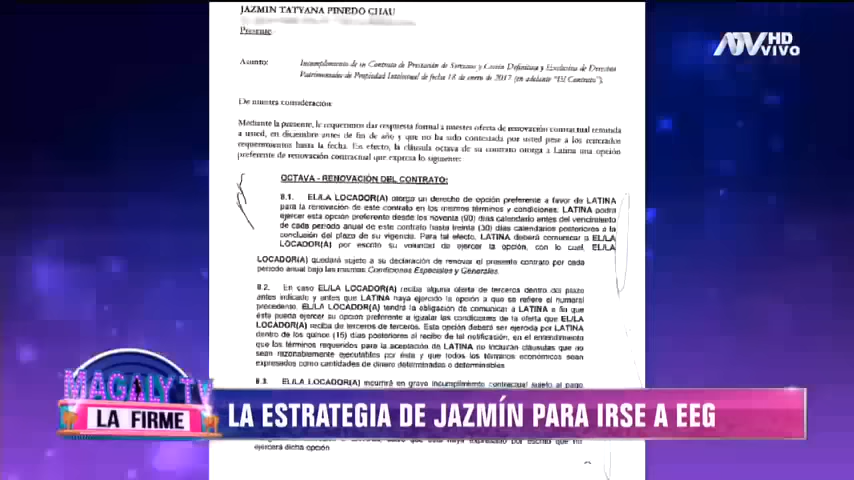 JAZMIN TATYANA PINEDO CHAU
Presente
Asunto: Incumplimiento de su Contrato de Prestación de Servicios y Cesión Definitiva y Exclusiva de Derechos
Patrimoniales de Propiedad Intelectual de fecha 18 de enero de 2017 (en adelante "El Contrato").
De nuestra consideración:
Mediante la presente, le requerimos dar respuesta formal a nuestra oferta de renovación contractual remitida
a usted, en diciembre antes de fin de año y que no ha sido contestada por usted pese a los reiterados
requerimientos hasta la fecha. En efecto, la cláusula octava de su contrato otorga a Latina una opción
preferente de renovación contractual que expresa lo siguiente:
OCTAVA - RENOVACIÓN DEL CONTRATO:
8.1. EL/LA LOCADOR(A) otorga un derecho de opción preferente a favor de LATINA
para la renovación de este contrato en los mismos términos y condiciones. LATINA podrá
ejercer esta opción preferente desde los noventa (90) días calendario antes del vencimiento
de cada periodo anual de este contrato hasta treinta (30) días calendarios posteriores a la
conclusión del plazo de su vigencia. Para tal efecto, LATINA deberá comunicar a EL/LA
LOCADOR(A) por escrito su voluntad de ejercer la opción, con lo cual, EL/LA
LOCADOR(A) quedará sujeto a su declaración de renovar el presente contrato por cada
periodo anual bajo las mismas Condiciones Especiales y Generales.
8.2. En caso EL/LA LOCADOR(A) reciba alguna oferta de terceros dentro del plazo
antes indicado y antes que LATINA haya ejercido la opción a que se refiere el numeral
precedente, EL/LA LOCADOR(A) tendrá la obligación de comunicar a LATINA a fin que
ésta pueda ejercer su opción preferente a igualar las condiciones de la oferta que EL/LA
LOCADOR(A) reciba de terceros de terceros. Esta opción deberá ser ejercida por LATINA
dentro de los quince (15) días posteriores al recibo de tal notificación, en el entendimiento
que los términos requeridos para la aceptación de LATINA no incluirán cláusulas que no
sean razonablemente ejecutables por ésta y que todos los términos económicos sean
expresados como cantidades de dinero determinadas o determinables
8.3. EL/LA LOCADOR(A) incurrirá en grave incumplimiento contractual sujeto al pago
ejercerá dicha opción
ATV HD
VIVO
MAGALY TV
LA FIRME
LA ESTRATEGIA DE JAZMÍN PARA IRSE A EEG